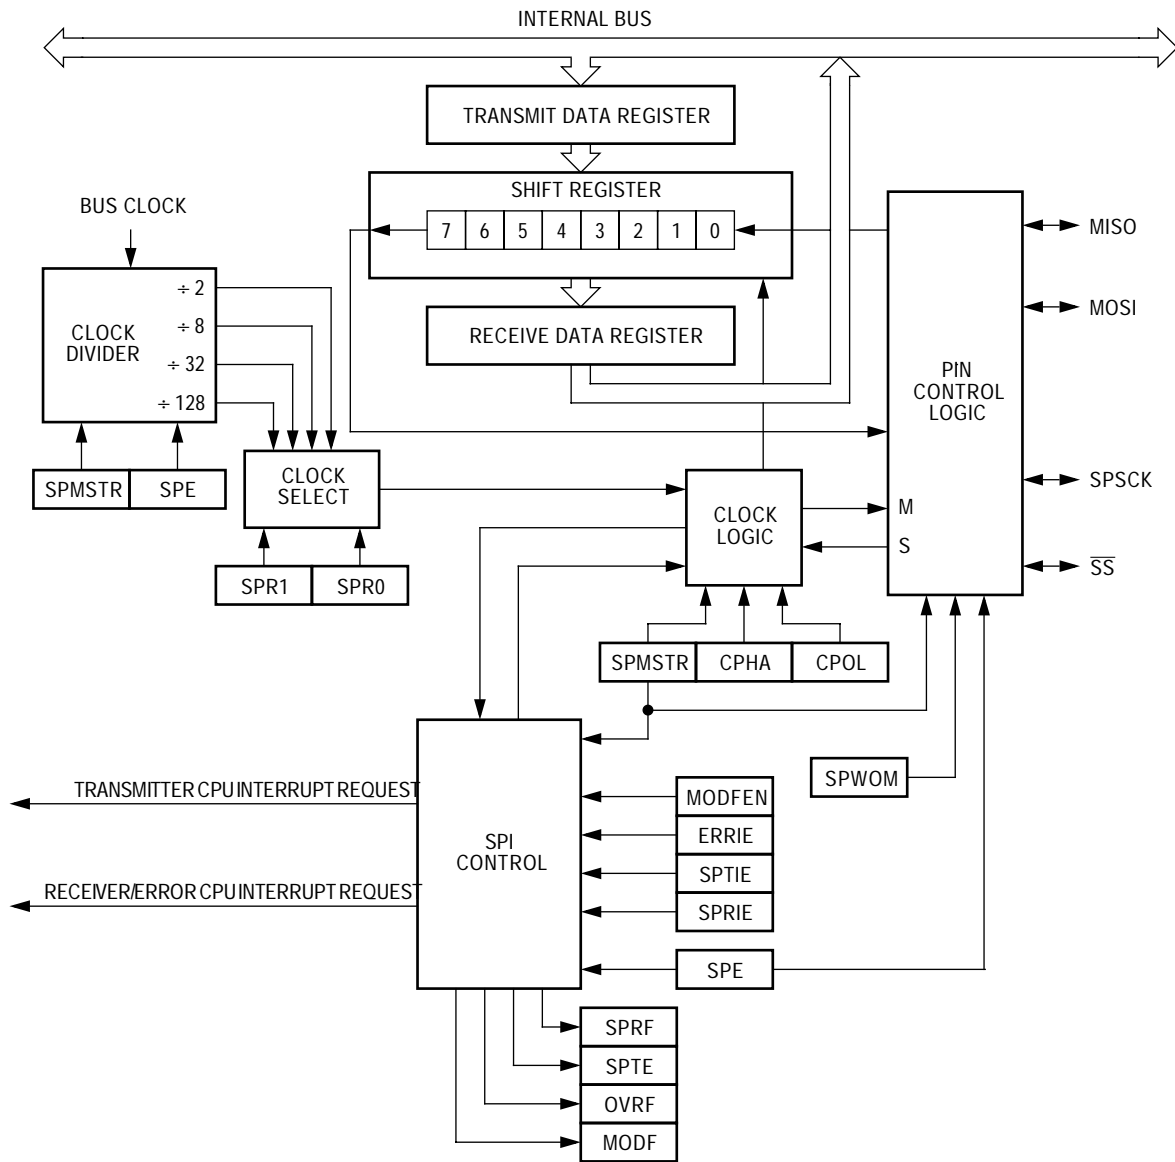 INTERNAL BUS
TRANSMIT DATA REGISTER
SHIFT REGISTER
7 6 5 4 3 2 1 0
RECEIVE DATA REGISTER
BUS CLOCK
CLOCK
DIVIDER
÷ 2
÷ 8
÷ 32
÷ 128
SPMSTR SPE
CLOCK
SELECT
SPR1 SPR0
CLOCK
LOGIC
M
S
PIN
CONTROL
LOGIC
MISO
MOSI
SPSCK
SS
SPMSTR CPHA CPOL
SPWOM
TRANSMITTER CPU INTERRUPT REQUEST
RECEIVER/ERROR CPU INTERRUPT REQUEST
SPI
CONTROL
MODFEN
ERRIE
SPTIE
SPRIE
SPE
SPRF
SPTE
OVRF
MODF